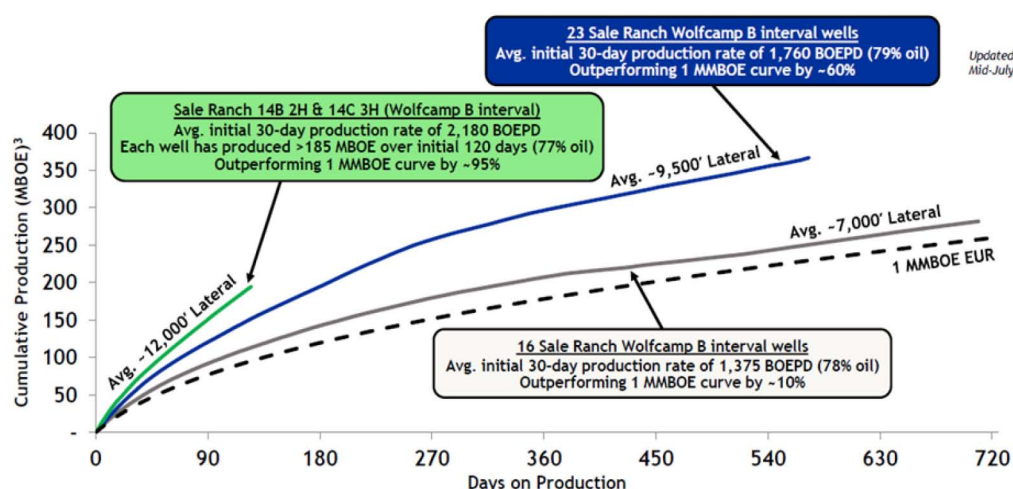 23 Sale Ranch Wolfcamp B interval wells
Avg. initial 30-day production rate of 1,760 BOEPD (79% oil)
Outperforming 1 MMBOE curve by ~60%
Updated
Mid-July
Sale Ranch 14B 2H & 14C 3H (Wolfcamp B interval)
Avg. initial 30-day production rate of 2,180 BOEPD
Each well has produced >185 MBOE over initial 120 days (77% oil)
Outperforming 1 MMBOE curve by ~95%
Cumulative Production (MBOE)³
400
350
300
250
200
150
100
50
-
Avg. ~12,000' Lateral
Avg. ~9,500' Lateral
Avg. ~7,000' Lateral
1 MMBOE EUR
16 Sale Ranch Wolfcamp B interval wells
Avg. initial 30-day production rate of 1,375 BOEPD (78% oil)
Outperforming 1 MMBOE curve by ~10%
0 90 180 270 360 450 540 630 720
Days on Production